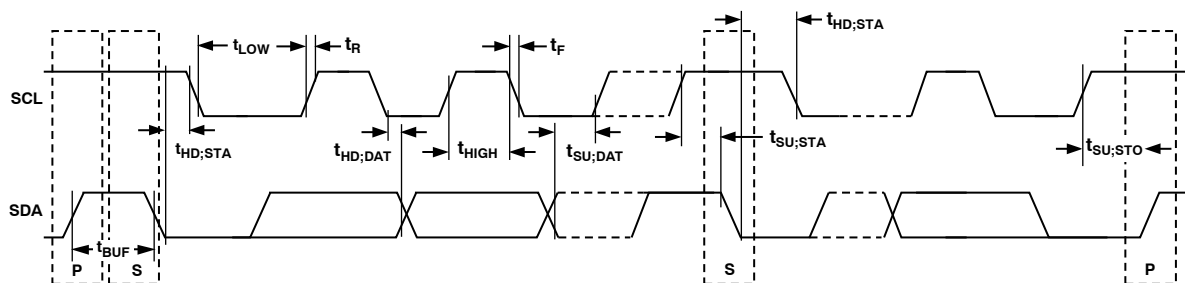 tHD;STA
tLOW
tR
tF
SCL
tHD;STA
tHD;DAT
tHIGH
tSU;DAT
tSU;STA
tSU;STO
SDA
tBUF
P
S
S
P